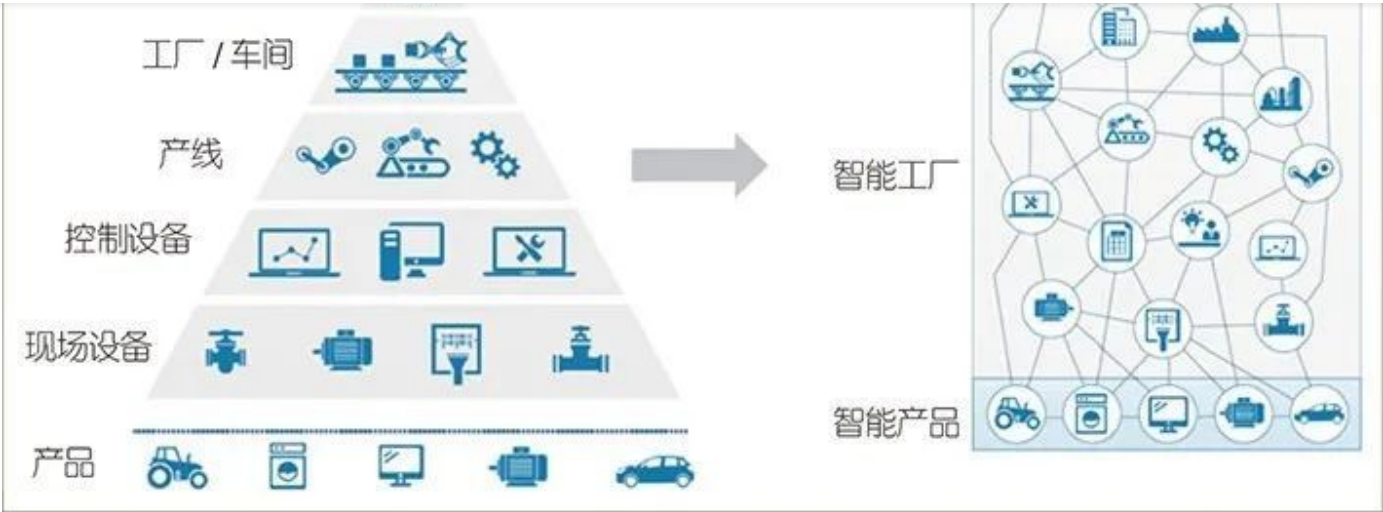 工厂 / 车间
产线
控制设备
现场设备
产品
智能工厂
智能产品